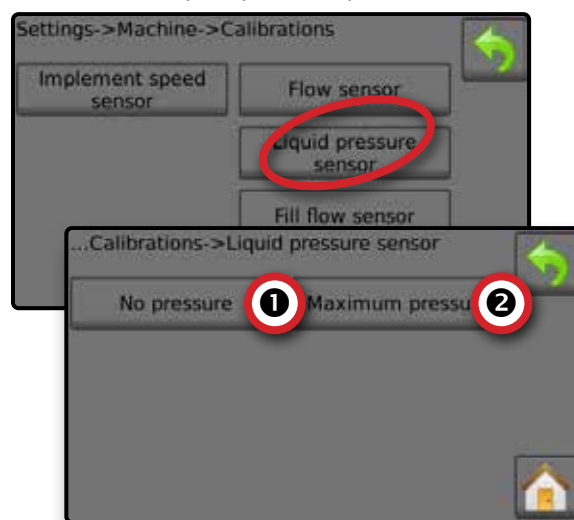 Settings->Machine->Calibrations
Implement speed
sensor
Flow sensor
Liquid pressure
sensor
Fill flow sensor
...Calibrations->Liquid pressure sensor
No pressure
1
Maximum pressu
2